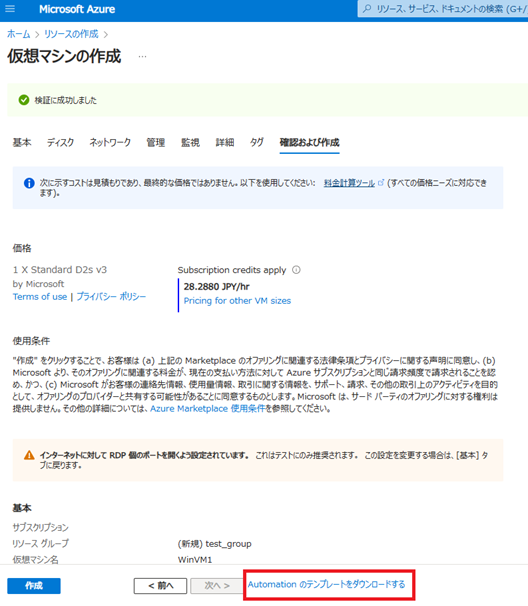 Microsoft Azure
リソース、サービス、ドキュメントの検索 (G+/)
ホーム > リソースの作成 >
仮想マシンの作成 ...
検証に成功しました
基本 ディスク ネットワーク 管理 監視 詳細 タグ 確認および作成
次に示すコストは見積もりであり、最終的な価格ではありません。以下を使用してください: 料金計算ツール (すべての価格ニーズに対応できます)。
価格
1 X Standard D2s v3
by Microsoft
Terms of use | プライバシー ポリシー
Subscription credits apply
28.2880 JPY/hr
Pricing for other VM sizes
使用条件
"作成" をクリックすることで、お客様は (a) 上記の Marketplace のオファリングに関連する法律条項とプライバシーに関する声明に同意し、(b)
Microsoft より、そのオファリングに関連する料金が、現在の支払い方法に対して Azure サブスクリプションと同じ請求頻度で請求されることを認
め、かつ、(c) Microsoft がお客様の連絡先情報、使用量情報、取引に関する情報を、サポート、請求、その他の取引上のアクティビティを目的
として、オファリングのプロバイダーと共有する可能性があることに同意するものとします。Microsoft は、サード パーティのオファリングに対する権利は
提供しません。その他の詳細については、Azure Marketplace 使用条件を参照してください。
インターネットに対して RDP 個のポートを開くよう設定されています。 これはテストにのみ推奨されます。 この設定を変更する場合は、[基本] タ
ブに戻ります。
基本
サブスクリプション
リソース グループ (新規) test_group
仮想マシン名 WinVM1
作成 < 前へ 次へ > Automation のテンプレートをダウンロードする